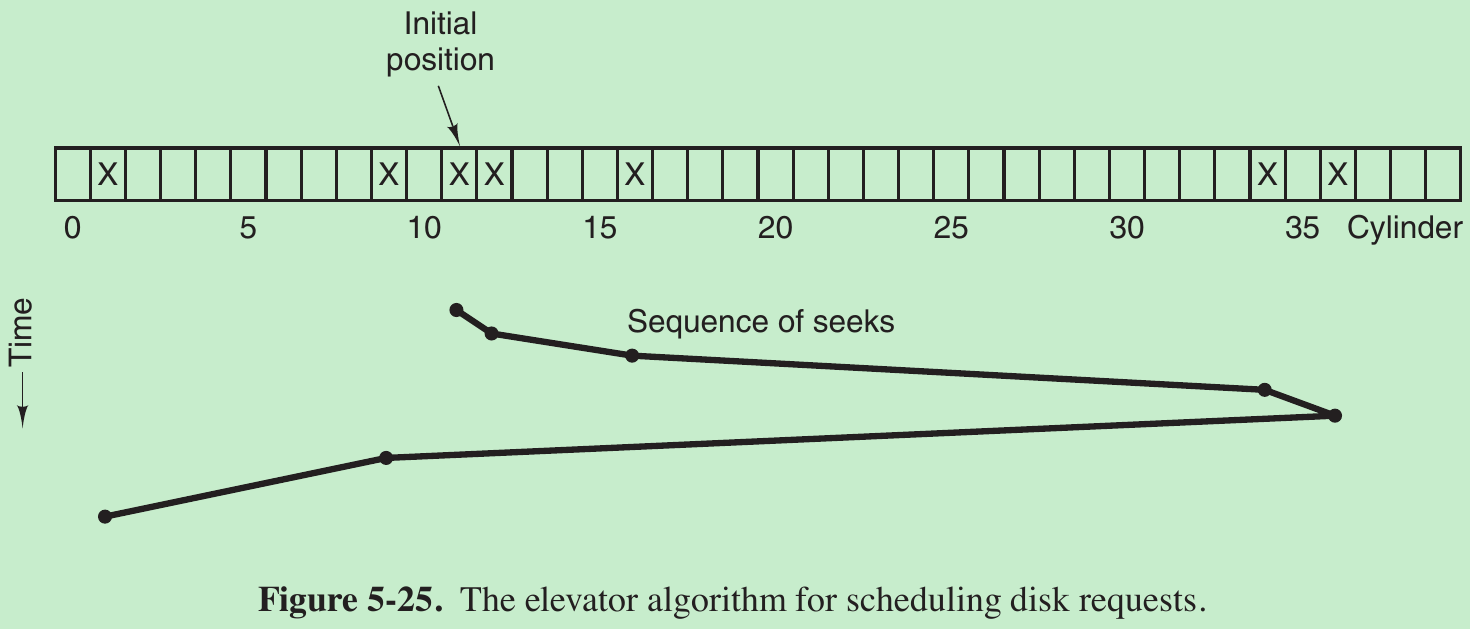 Initial
position
X X X X X X X
0 5 10 15 20 25 30 35 Cylinder
Time
Sequence of seeks
Figure 5-25. The elevator algorithm for scheduling disk requests.